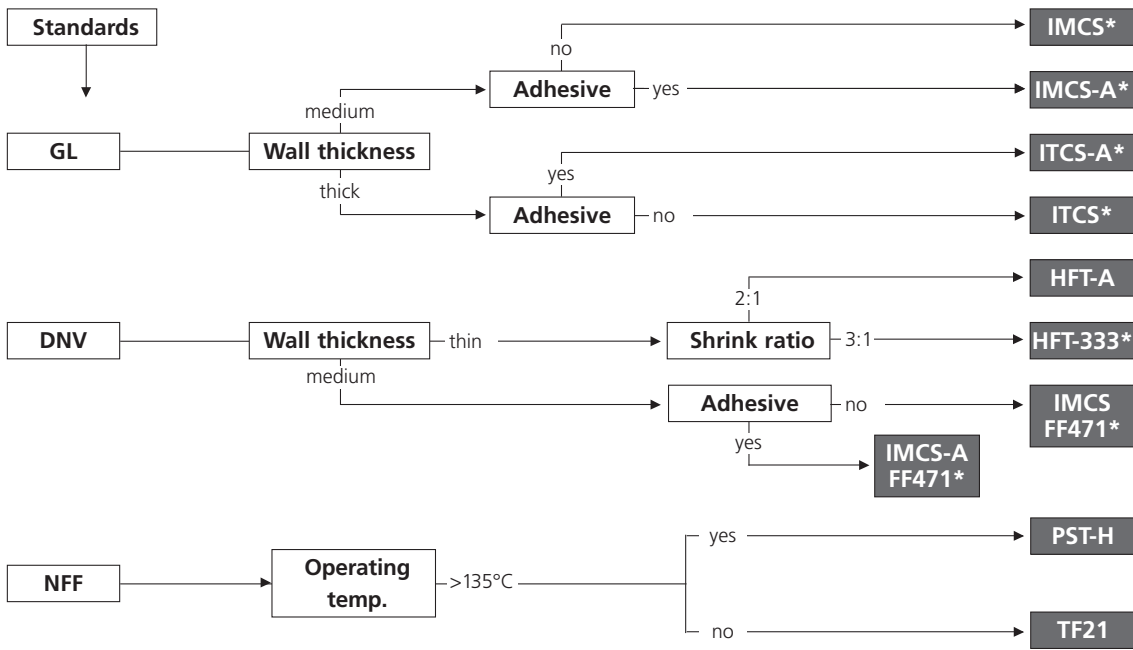 Standards
IMCS*
no
Adhesive
yes
IMCS-A*
medium
GL
Wall thickness
ITCS-A*
yes
thick
Adhesive
no
ITCS*
HFT-A
2:1
DNV
Wall thickness
thin
Shrink ratio
3:1
HFT-333*
medium
Adhesive
no
IMCS
FF471*
yes
IMCS-A
FF471*
yes
PST-H
NFF
Operating
temp.
>135°C
no
TF21